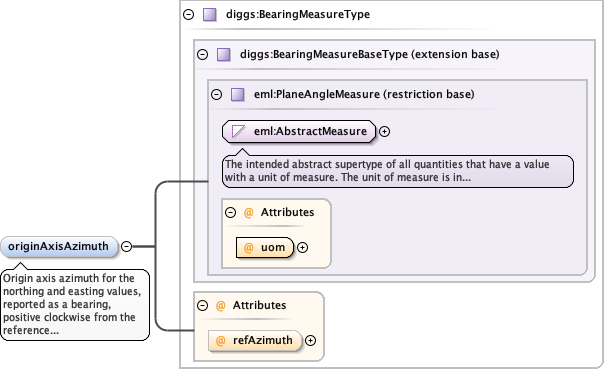 diggs:BearingMeasureType
diggs:BearingMeasureBaseType (extension base)
eml:PlaneAngleMeasure (restriction base)
eml:AbstractMeasure
The intended abstract supertype of all quantities that have a value
with a unit of measure. The unit of measure is in...
@ Attributes
@ uom
originAxisAzimuth
Origin axis azimuth for the
northing and easting values,
reported as a bearing,
positive clockwise from the
reference...
@ Attributes
@ refAzimuth